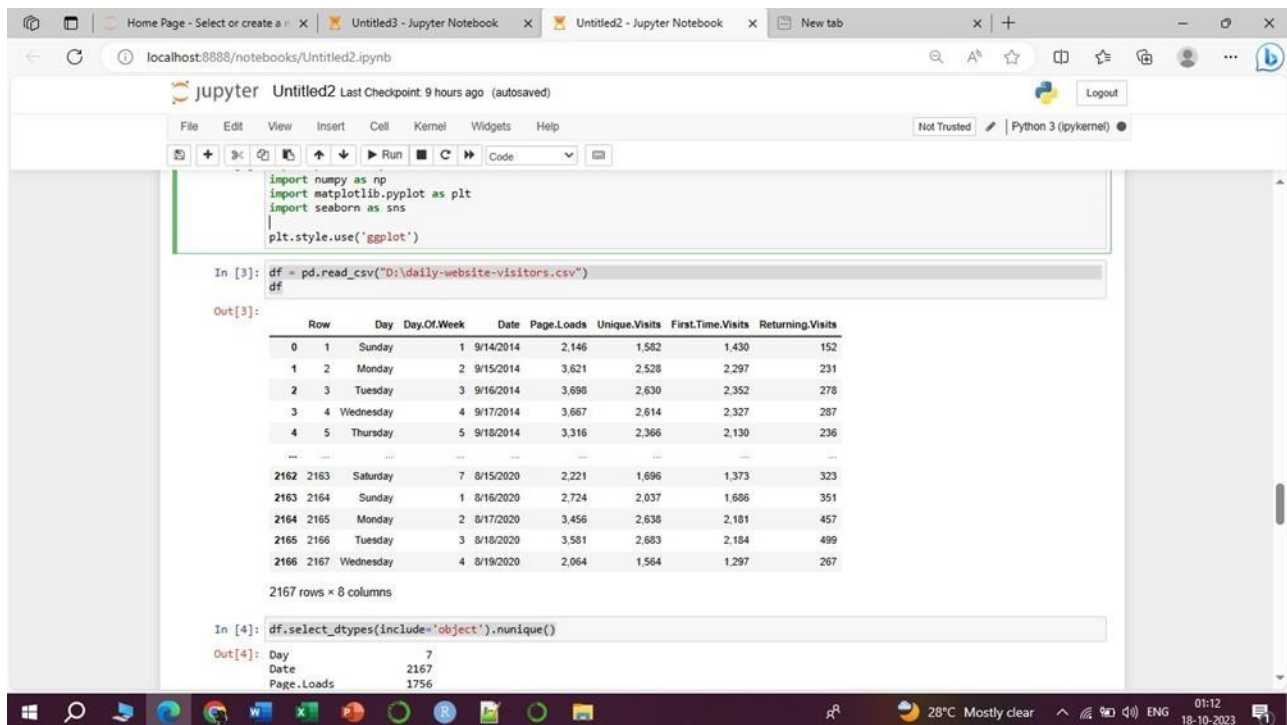 Home Page - Select or create a n
Untitled3 - Jupyter Notebook
Untitled2 - Jupyter Notebook
New tab
localhost:8888/notebooks/Untitled2.ipynb
jupyter Untitled2 Last Checkpoint: 9 hours ago (autosaved)
Logout
File Edit View Insert Cell Kernel Widgets Help
Not Trusted Python 3 (ipykernel)
Run Code
import numpy as np
import matplotlib.pyplot as plt
import seaborn as sns
plt.style.use('ggplot')
In [3]: df = pd.read_csv("D:\daily-website-visitors.csv")
df
Out[3]:
Row Day Day.Of.Week Date Page.Loads Unique.Visits First.Time.Visits Returning.Visits
0 1 Sunday 1 9/14/2014 2,146 1,582 1,430 152
1 2 Monday 2 9/15/2014 3,621 2,528 2,297 231
2 3 Tuesday 3 9/16/2014 3,698 2,630 2,352 278
3 4 Wednesday 4 9/17/2014 3,667 2,614 2,327 287
4 5 Thursday 5 9/18/2014 3,316 2,366 2,130 236
... ... ... ... ... ... ... ... ...
2162 2163 Saturday 7 8/15/2020 2,221 1,696 1,373 323
2163 2164 Sunday 1 8/16/2020 2,724 2,037 1,686 351
2164 2165 Monday 2 8/17/2020 3,456 2,638 2,181 457
2165 2166 Tuesday 3 8/18/2020 3,581 2,683 2,184 499
2166 2167 Wednesday 4 8/19/2020 2,064 1,564 1,297 267
2167 rows × 8 columns
In [4]: df.select_dtypes(include='object').nunique()
Out[4]: Day 7
Date 2167
Page.Loads 1756
28°C Mostly clear ENG 01:12
18-10-2023